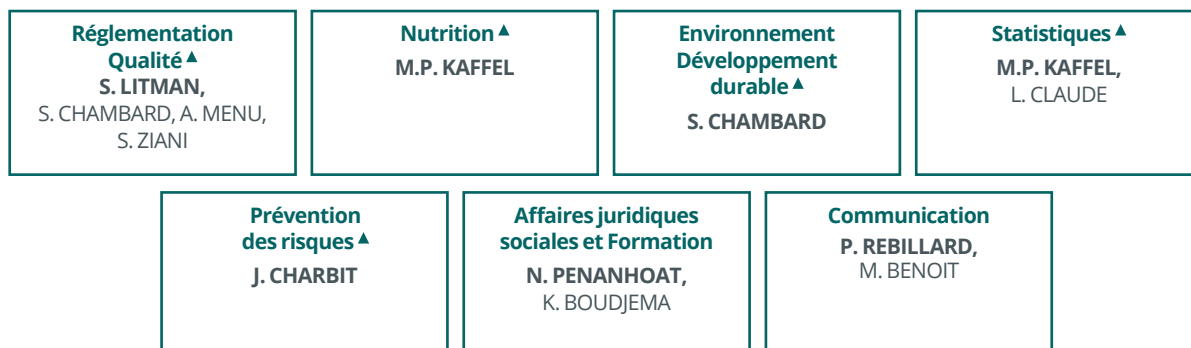 Réglementation
Qualité ▲
S. LITMAN,
S. CHAMBARD, A. MENU,
S. ZIANI
Nutrition ▲
M.P. KAFFEL
Environnement
Développement
durable ▲
S. CHAMBARD
Statistiques ▲
M.P. KAFFEL,
L. CLAUDE
Prévention
des risques ▲
J. CHARBIT
Affaires juridiques
sociales et Formation
N. PENANHOAT,
K. BOUDJEMA
Communication
P. REBILLARD,
M. BENOIT